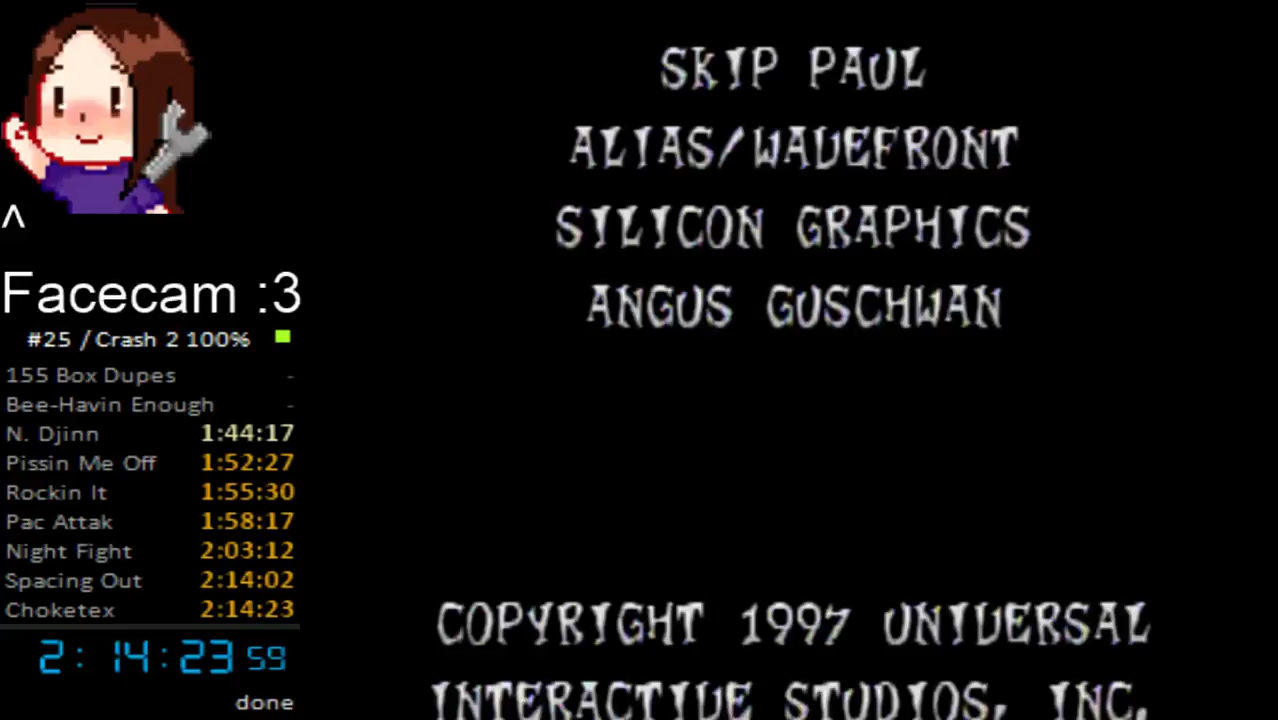 ^
Facecam :3
#25 / Crash 2 100%
155 Box Dupes -
Bee-Havin Enough -
N. Djinn 1:44:17
Pissin Me Off 1:52:27
Rockin It 1:55:30
Pac Attak 1:58:17
Night Fight 2:03:12
Spacing Out 2:14:02
Choketex 2:14:23
2:14:23 59
done
SKIP PAUL
ALIAS/WAVEFRONT
SILICON GRAPHICS
ANGUS GUSCHWAN
COPYRIGHT 1997 UNIVERSAL
INTERACTIVE STUDIOS, INC.